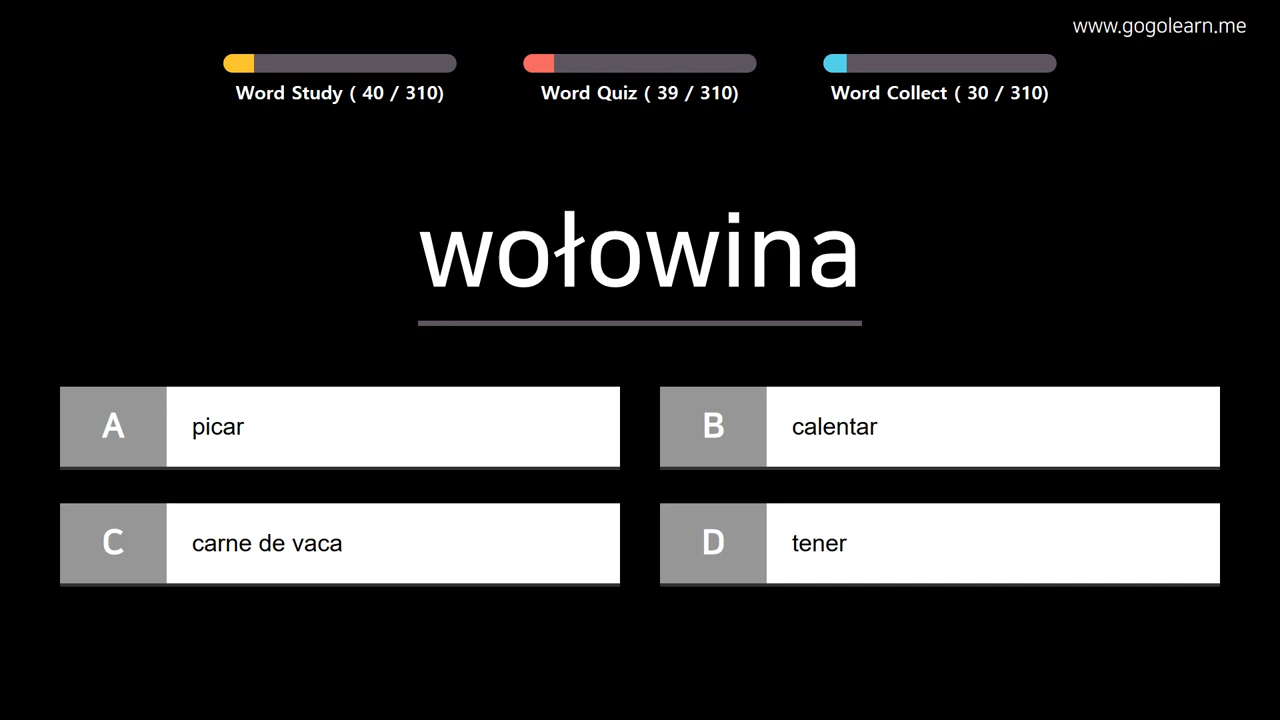 www.gogolearn.me
Word Study ( 40 / 310)
Word Quiz ( 39 / 310)
Word Collect ( 30 / 310)
wołowina
A picar
B calentar
C carne de vaca
D tener